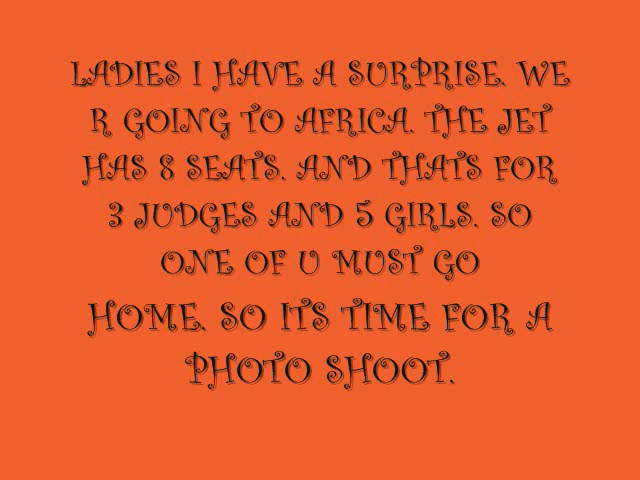 LADIES I HAVE A SURPRISE. WE
R GOING TO AFRICA. THE JET
HAS 8 SEATS. AND THATS FOR
3 JUDGES AND 5 GIRLS. SO
ONE OF U MUST GO
HOME. SO ITS TIME FOR A
PHOTO SHOOT.